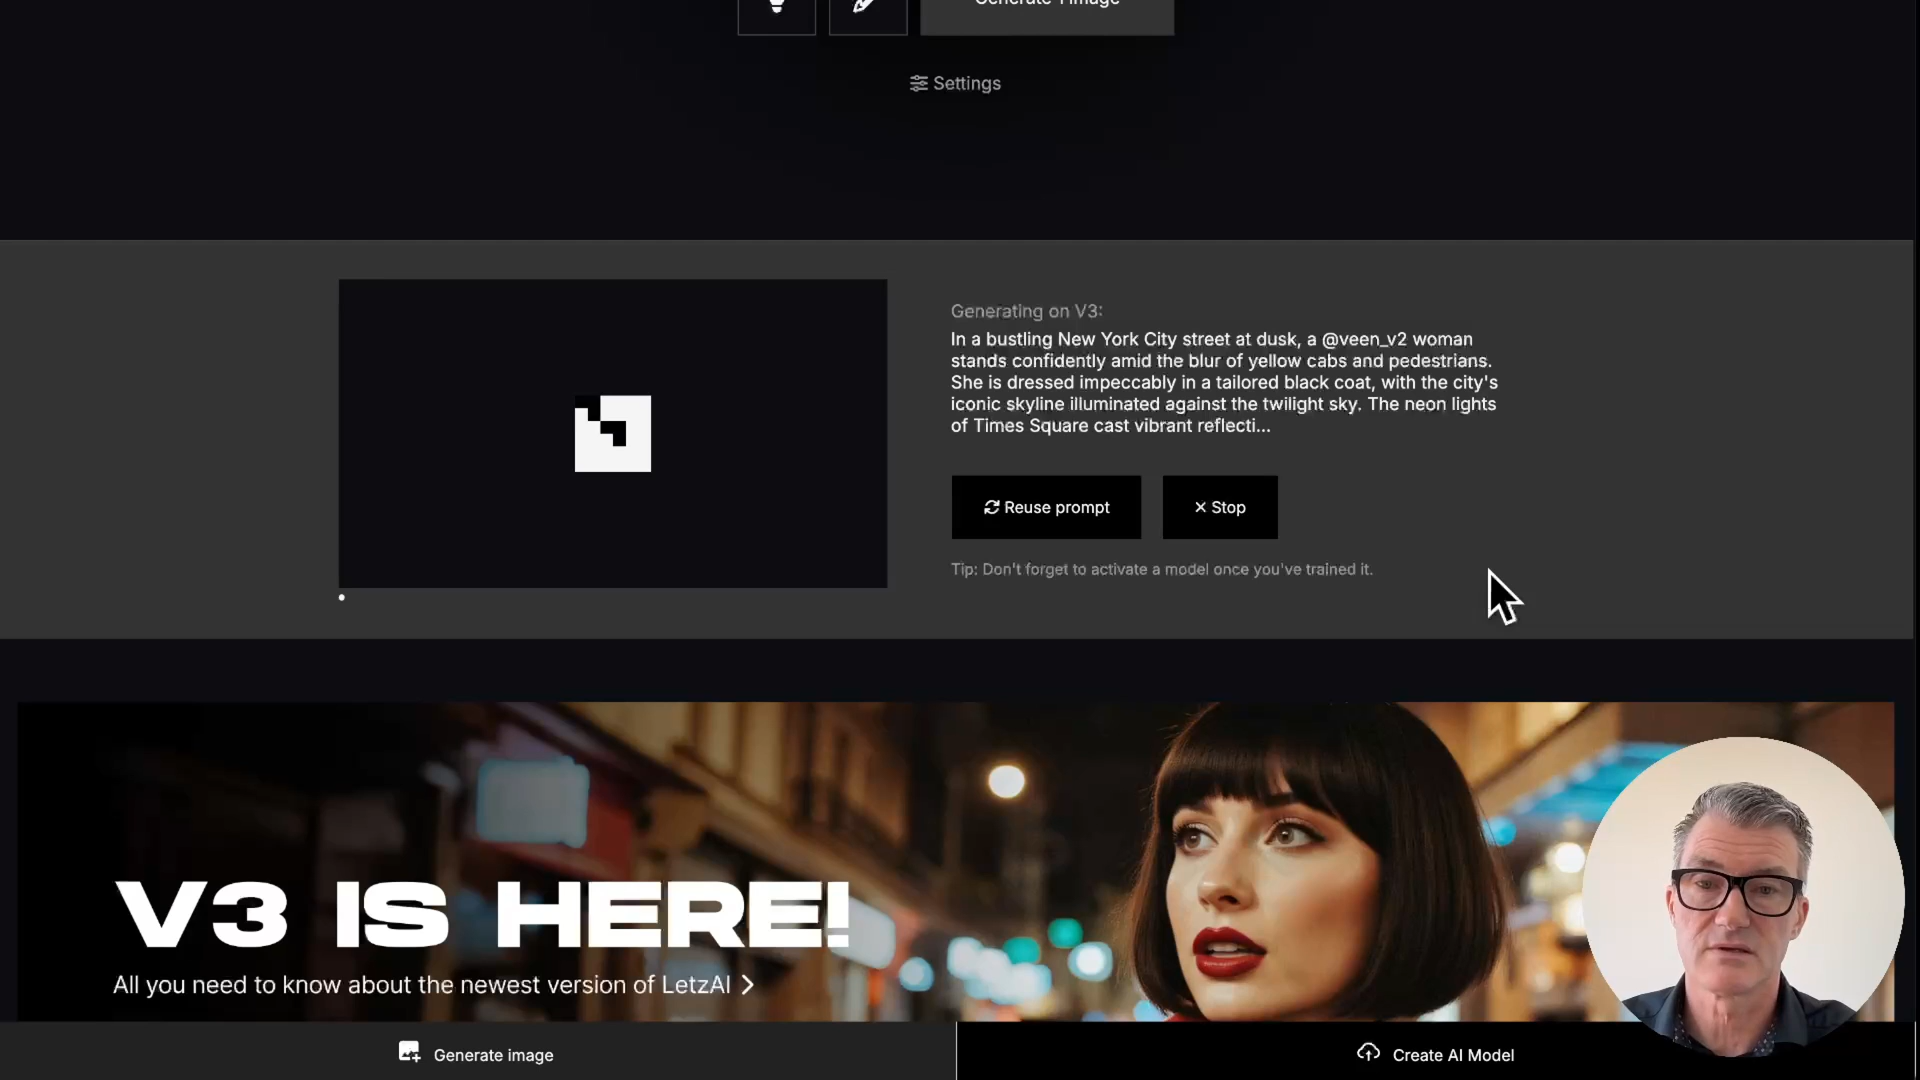 Generate 1 image
Settings
Generating on V3:
In a bustling New York City street at dusk, a @veen_v2 woman
stands confidently amid the blur of yellow cabs and pedestrians.
She is dressed impeccably in a tailored black coat, with the city's
iconic skyline illuminated against the twilight sky. The neon lights
of Times Square cast vibrant reflecti...
Reuse prompt
Stop
Tip: Don't forget to activate a model once you've trained it.
V3 IS HERE!
All you need to know about the newest version of LetzAI
Generate image
Create AI Model